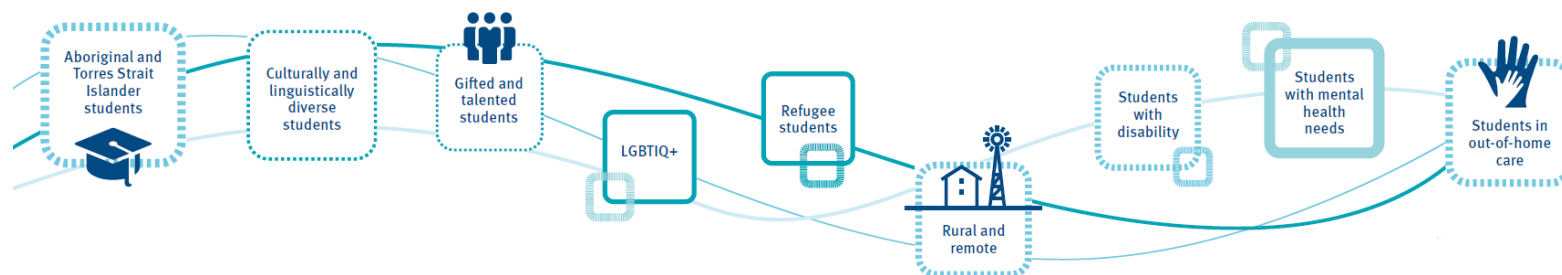 Aboriginal and
Torres Strait
Islander
students
Culturally and
linguistically
diverse
students
Gifted and
talented
students
LGBTIQ+
Refugee
students
Rural and
remote
Students
with
disability
Students
with mental
health
needs
Students in
out-of-home
care